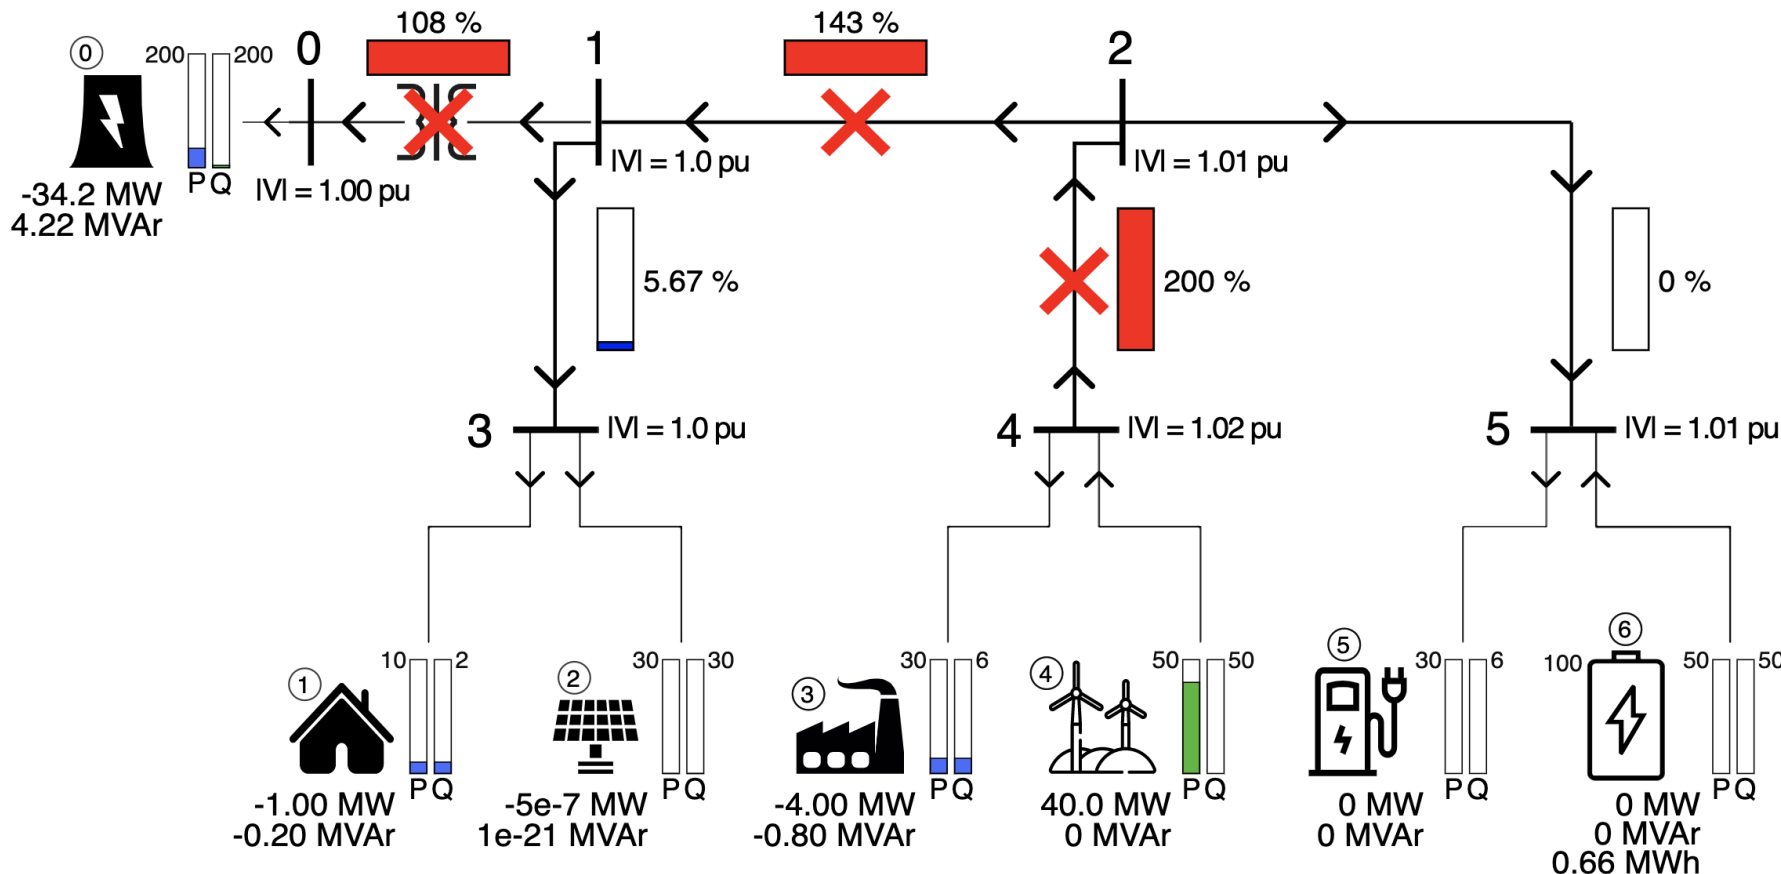 108 %
143 %
0
200
200
0
1
2
P Q
-34.2 MW
4.22 MVAr
|V| = 1.00 pu
|V| = 1.0 pu
|V| = 1.01 pu
5.67 %
200 %
0 %
3
|V| = 1.0 pu
4
|V| = 1.02 pu
5
|V| = 1.01 pu
1
10
2
P Q
-1.00 MW
-0.20 MVAr
2
30
30
P Q
-5e-7 MW
1e-21 MVAr
3
30
6
P Q
-4.00 MW
-0.80 MVAr
4
50
50
P Q
40.0 MW
0 MVAr
5
30
6
P Q
0 MW
0 MVAr
6
100
50
50
P Q
0 MW
0 MVAr
0.66 MWh